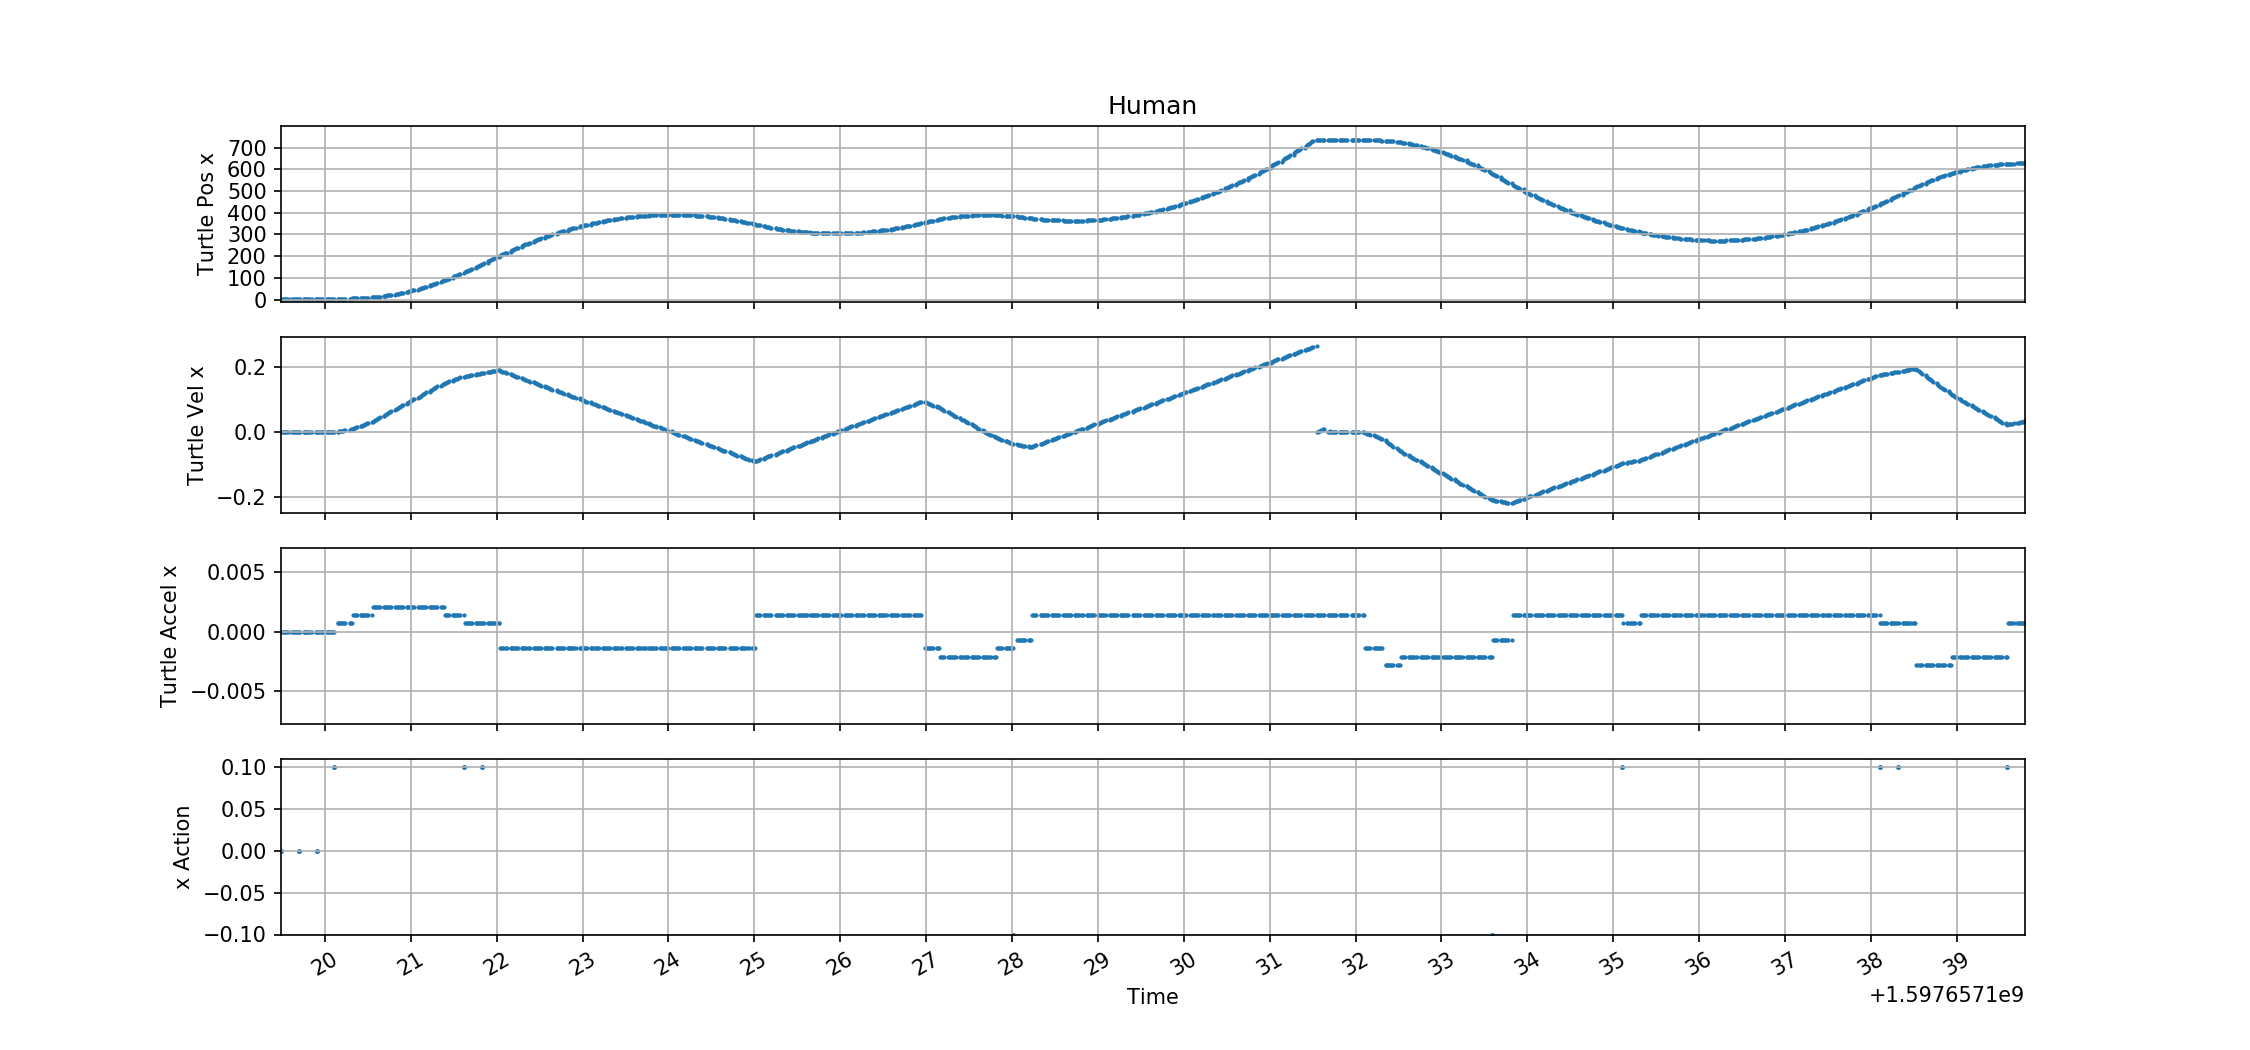 Human
Turtle Pos x
700
600
500
400
300
200
100
0
Turtle Vel x
0.2
0.0
−0.2
Turtle Accel x
0.005
0.000
−0.005
x Action
0.10
0.05
0.00
−0.05
−0.10
20 21 22 23 24 25 26 27 28 29 30 31 32 33 34 35 36 37 38 39
Time
+1.5976571e9